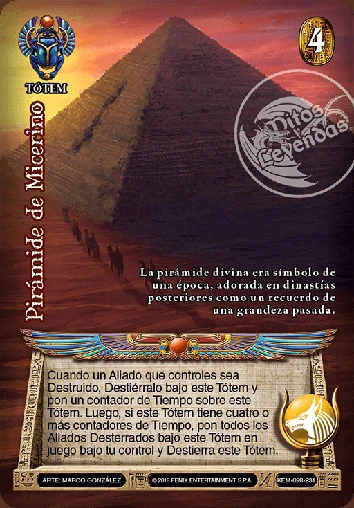 4
TÓTEM
Mitos y Leyendas
Pirámide de Micerino
La pirámide divina era símbolo de
una época, adorada en dinastías
posteriores como un recuerdo de
una grandeza pasada.
Cuando un Aliado que controles sea
Destruido, Destiérralo bajo este Tótem y
pon un contador de Tiempo sobre este
Tótem. Luego, si este Tótem tiene cuatro o
más contadores de Tiempo, pon todos los
Aliados Desterrados bajo este Tótem en
juego bajo tu control y Destierra este Tótem.
ARTE: MARCO GONZÁLEZ
© 2015 FENIX ENTERTAINMENT S.P.A.
KEM-098-234